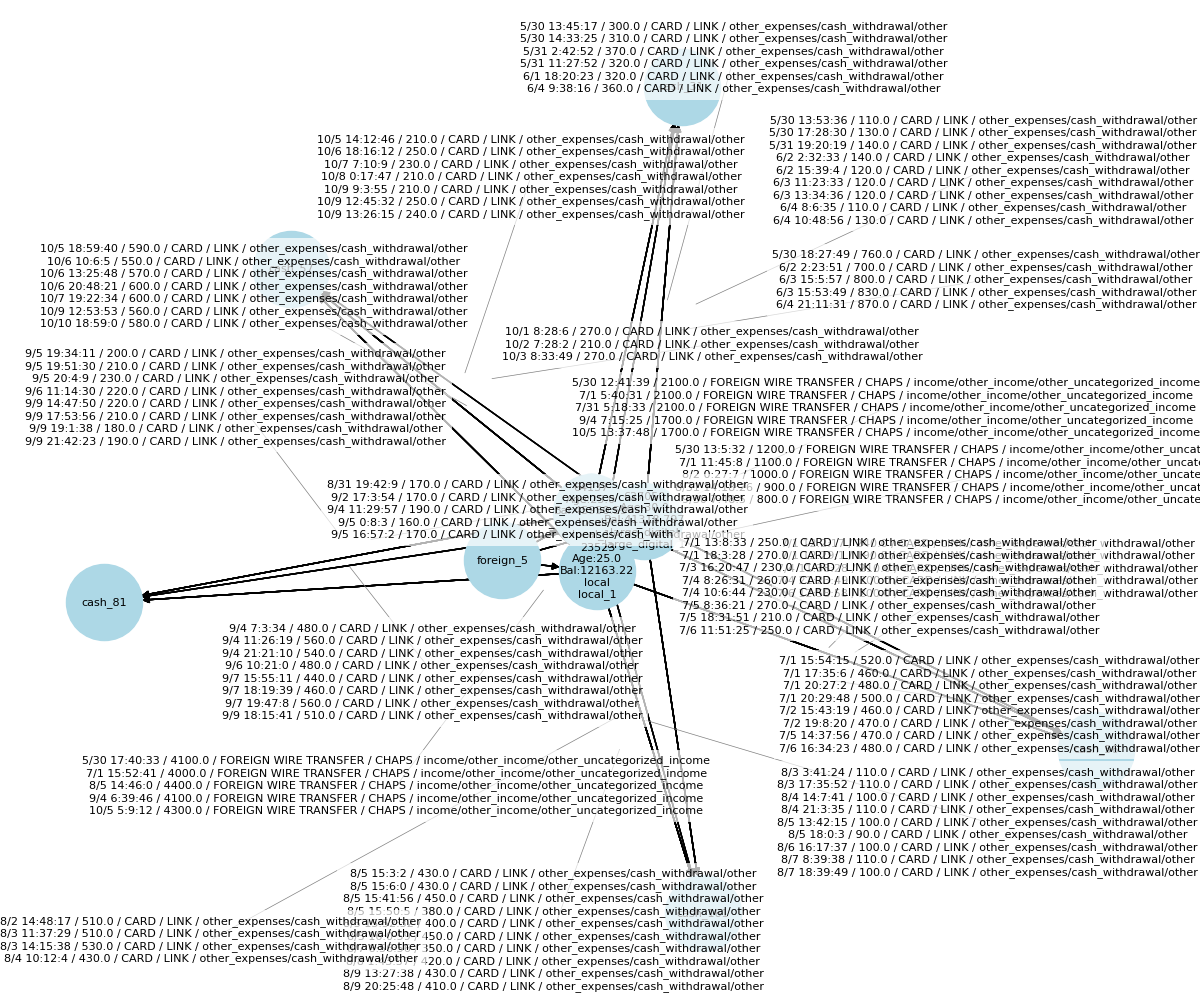 5/30 13:45:17 / 300.0 / CARD / LINK / other_expenses/cash_withdrawal/other
5/30 14:33:25 / 310.0 / CARD / LINK / other_expenses/cash_withdrawal/other
5/31 2:42:52 / 370.0 / CARD / LINK / other_expenses/cash_withdrawal/other
5/31 11:27:52 / 320.0 / CARD / LINK / other_expenses/cash_withdrawal/other
6/1 18:20:23 / 320.0 / CARD / LINK / other_expenses/cash_withdrawal/other
6/4 9:38:16 / 360.0 / CARD / LINK / other_expenses/cash_withdrawal/other
5/30 13:53:36 / 110.0 / CARD / LINK / other_expenses/cash_withdrawal/other
5/30 17:28:30 / 130.0 / CARD / LINK / other_expenses/cash_withdrawal/other
5/31 19:20:19 / 140.0 / CARD / LINK / other_expenses/cash_withdrawal/other
6/2 2:32:33 / 140.0 / CARD / LINK / other_expenses/cash_withdrawal/other
6/2 15:39:4 / 120.0 / CARD / LINK / other_expenses/cash_withdrawal/other
6/3 11:23:33 / 120.0 / CARD / LINK / other_expenses/cash_withdrawal/other
6/3 13:34:36 / 120.0 / CARD / LINK / other_expenses/cash_withdrawal/other
6/4 8:6:35 / 110.0 / CARD / LINK / other_expenses/cash_withdrawal/other
6/4 10:48:56 / 130.0 / CARD / LINK / other_expenses/cash_withdrawal/other
10/5 14:12:46 / 210.0 / CARD / LINK / other_expenses/cash_withdrawal/other
10/6 18:16:12 / 250.0 / CARD / LINK / other_expenses/cash_withdrawal/other
10/7 7:10:9 / 230.0 / CARD / LINK / other_expenses/cash_withdrawal/other
10/8 0:17:47 / 210.0 / CARD / LINK / other_expenses/cash_withdrawal/other
10/9 9:3:55 / 210.0 / CARD / LINK / other_expenses/cash_withdrawal/other
10/9 12:45:32 / 250.0 / CARD / LINK / other_expenses/cash_withdrawal/other
10/9 13:26:15 / 240.0 / CARD / LINK / other_expenses/cash_withdrawal/other
10/5 18:59:40 / 590.0 / CARD / LINK / other_expenses/cash_withdrawal/other
10/6 10:6:5 / 550.0 / CARD / LINK / other_expenses/cash_withdrawal/other
10/6 13:25:48 / 570.0 / CARD / LINK / other_expenses/cash_withdrawal/other
10/6 20:48:21 / 600.0 / CARD / LINK / other_expenses/cash_withdrawal/other
10/7 19:22:34 / 600.0 / CARD / LINK / other_expenses/cash_withdrawal/other
10/9 12:53:53 / 560.0 / CARD / LINK / other_expenses/cash_withdrawal/other
10/10 18:59:0 / 580.0 / CARD / LINK / other_expenses/cash_withdrawal/other
5/30 18:27:49 / 760.0 / CARD / LINK / other_expenses/cash_withdrawal/other
6/2 2:23:51 / 700.0 / CARD / LINK / other_expenses/cash_withdrawal/other
6/3 15:5:57 / 800.0 / CARD / LINK / other_expenses/cash_withdrawal/other
6/3 15:53:49 / 830.0 / CARD / LINK / other_expenses/cash_withdrawal/other
6/4 21:11:31 / 870.0 / CARD / LINK / other_expenses/cash_withdrawal/other
10/1 8:28:6 / 270.0 / CARD / LINK / other_expenses/cash_withdrawal/other
10/2 7:28:2 / 210.0 / CARD / LINK / other_expenses/cash_withdrawal/other
10/3 8:33:49 / 270.0 / CARD / LINK / other_expenses/cash_withdrawal/other
9/5 19:34:11 / 200.0 / CARD / LINK / other_expenses/cash_withdrawal/other
9/5 19:51:30 / 210.0 / CARD / LINK / other_expenses/cash_withdrawal/other
9/5 20:4:9 / 230.0 / CARD / LINK / other_expenses/cash_withdrawal/other
9/6 11:14:30 / 220.0 / CARD / LINK / other_expenses/cash_withdrawal/other
9/9 14:47:50 / 220.0 / CARD / LINK / other_expenses/cash_withdrawal/other
9/9 17:53:56 / 210.0 / CARD / LINK / other_expenses/cash_withdrawal/other
9/9 19:1:38 / 180.0 / CARD / LINK / other_expenses/cash_withdrawal/other
9/9 21:42:23 / 190.0 / CARD / LINK / other_expenses/cash_withdrawal/other
5/30 12:41:39 / 2100.0 / FOREIGN WIRE TRANSFER / CHAPS / income/other_income/other_uncategorized_income
7/1 5:40:31 / 2100.0 / FOREIGN WIRE TRANSFER / CHAPS / income/other_income/other_uncategorized_income
7/31 5:18:33 / 2100.0 / FOREIGN WIRE TRANSFER / CHAPS / income/other_income/other_uncategorized_income
9/4 7:15:25 / 1700.0 / FOREIGN WIRE TRANSFER / CHAPS / income/other_income/other_uncategorized_income
10/5 13:37:48 / 1700.0 / FOREIGN WIRE TRANSFER / CHAPS / income/other_income/other_uncategorized_income
5/30 13:5:32 / 1200.0 / FOREIGN WIRE TRANSFER / CHAPS / income/other_income/other_uncat
7/1 11:45:8 / 1100.0 / FOREIGN WIRE TRANSFER / CHAPS / income/other_income/other_uncate
8/2 0:27:7 / 1000.0 / FOREIGN WIRE TRANSFER / CHAPS / income/other_income/other_uncate
/ 900.0 / FOREIGN WIRE TRANSFER / CHAPS / income/other_income/other_uncate
/ 800.0 / FOREIGN WIRE TRANSFER / CHAPS / income/other_income/other_uncate
8/31 19:42:9 / 170.0 / CARD / LINK / other_expenses/cash_withdrawal/other
9/2 17:3:54 / 170.0 / CARD / LINK / other_expenses/cash_withdrawal/other
9/4 11:29:57 / 190.0 / CARD / LINK / other_expenses/cash_withdrawal/other
9/5 0:8:3 / 160.0 / CARD / LINK / other_expenses/cash_withdrawal/other
9/5 16:57:2 / 170.0 / CARD / LINK / other_expenses/cash_withdrawal/other
foreign_5
Age:25.0
Bal:12163.22
local
local_1
cash_81
7/1 13:8:33 / 250.0 / CARD / LINK / other_expenses/cash_withdrawal/other
7/1 18:3:28 / 270.0 / CARD / LINK / other_expenses/cash_withdrawal/other
7/3 16:20:47 / 230.0 / CARD / LINK / other_expenses/cash_withdrawal/other
7/4 8:26:31 / 260.0 / CARD / LINK / other_expenses/cash_withdrawal/other
7/4 10:6:44 / 230.0 / CARD / LINK / other_expenses/cash_withdrawal/other
7/5 8:36:21 / 270.0 / CARD / LINK / other_expenses/cash_withdrawal/other
7/5 18:31:51 / 210.0 / CARD / LINK / other_expenses/cash_withdrawal/other
7/6 11:51:25 / 250.0 / CARD / LINK / other_expenses/cash_withdrawal/other
9/4 7:3:34 / 480.0 / CARD / LINK / other_expenses/cash_withdrawal/other
9/4 11:26:19 / 560.0 / CARD / LINK / other_expenses/cash_withdrawal/other
9/4 21:21:10 / 540.0 / CARD / LINK / other_expenses/cash_withdrawal/other
9/6 10:21:0 / 480.0 / CARD / LINK / other_expenses/cash_withdrawal/other
9/7 15:55:11 / 440.0 / CARD / LINK / other_expenses/cash_withdrawal/other
9/7 18:19:39 / 460.0 / CARD / LINK / other_expenses/cash_withdrawal/other
9/7 19:47:8 / 560.0 / CARD / LINK / other_expenses/cash_withdrawal/other
9/9 18:15:41 / 510.0 / CARD / LINK / other_expenses/cash_withdrawal/other
7/1 15:54:15 / 520.0 / CARD / LINK / other_expenses/cash_withdrawal/other
7/1 17:35:6 / 460.0 / CARD / LINK / other_expenses/cash_withdrawal/other
7/1 20:27:2 / 480.0 / CARD / LINK / other_expenses/cash_withdrawal/other
7/1 20:29:48 / 500.0 / CARD / LINK / other_expenses/cash_withdrawal/other
7/2 15:43:19 / 460.0 / CARD / LINK / other_expenses/cash_withdrawal/other
7/2 19:8:20 / 470.0 / CARD / LINK / other_expenses/cash_withdrawal/other
7/5 14:37:56 / 470.0 / CARD / LINK / other_expenses/cash_withdrawal/other
7/6 16:34:23 / 480.0 / CARD / LINK / other_expenses/cash_withdrawal/other
5/30 17:40:33 / 4100.0 / FOREIGN WIRE TRANSFER / CHAPS / income/other_income/other_uncategorized_income
7/1 15:52:41 / 4000.0 / FOREIGN WIRE TRANSFER / CHAPS / income/other_income/other_uncategorized_income
8/5 14:46:0 / 4400.0 / FOREIGN WIRE TRANSFER / CHAPS / income/other_income/other_uncategorized_income
9/4 6:39:46 / 4100.0 / FOREIGN WIRE TRANSFER / CHAPS / income/other_income/other_uncategorized_income
10/5 5:9:12 / 4300.0 / FOREIGN WIRE TRANSFER / CHAPS / income/other_income/other_uncategorized_income
8/3 3:41:24 / 110.0 / CARD / LINK / other_expenses/cash_withdrawal/other
8/3 17:35:52 / 110.0 / CARD / LINK / other_expenses/cash_withdrawal/other
8/4 14:7:41 / 100.0 / CARD / LINK / other_expenses/cash_withdrawal/other
8/4 21:3:35 / 110.0 / CARD / LINK / other_expenses/cash_withdrawal/other
8/5 13:42:15 / 100.0 / CARD / LINK / other_expenses/cash_withdrawal/other
8/5 18:0:3 / 90.0 / CARD / LINK / other_expenses/cash_withdrawal/other
8/6 16:17:37 / 100.0 / CARD / LINK / other_expenses/cash_withdrawal/other
8/7 8:39:38 / 110.0 / CARD / LINK / other_expenses/cash_withdrawal/other
8/7 18:39:49 / 100.0 / CARD / LINK / other_expenses/cash_withdrawal/other
8/5 15:3:2 / 430.0 / CARD / LINK / other_expenses/cash_withdrawal/other
8/5 15:6:0 / 430.0 / CARD / LINK / other_expenses/cash_withdrawal/other
8/5 15:41:56 / 450.0 / CARD / LINK / other_expenses/cash_withdrawal/other
8/5 15:50:5 / 380.0 / CARD / LINK / other_expenses/cash_withdrawal/other
400.0 / CARD / LINK / other_expenses/cash_withdrawal/other
450.0 / CARD / LINK / other_expenses/cash_withdrawal/other
350.0 / CARD / LINK / other_expenses/cash_withdrawal/other
420.0 / CARD / LINK / other_expenses/cash_withdrawal/other
8/9 13:27:38 / 430.0 / CARD / LINK / other_expenses/cash_withdrawal/other
8/9 20:25:48 / 410.0 / CARD / LINK / other_expenses/cash_withdrawal/other
8/2 14:48:17 / 510.0 / CARD / LINK / other_expenses/cash_withdrawal/other
8/3 11:37:29 / 510.0 / CARD / LINK / other_expenses/cash_withdrawal/other
8/3 14:15:38 / 530.0 / CARD / LINK / other_expenses/cash_withdrawal/other
8/4 10:12:4 / 430.0 / CARD / LINK / other_expenses/cash_withdrawal/other